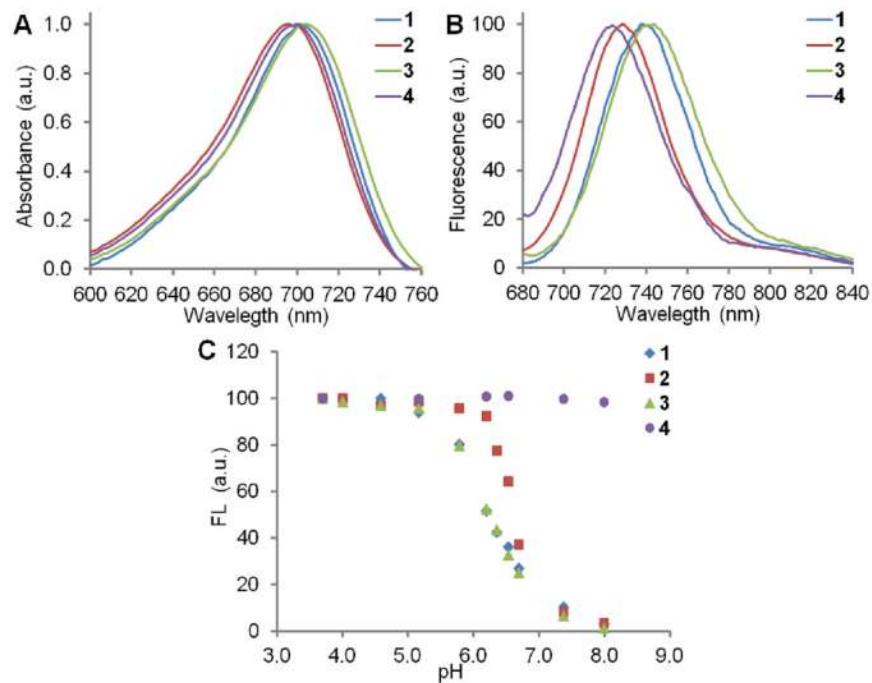 A
1
2
3
4
Absorbance (a.u.)
1.0
0.8
0.6
0.4
0.2
0.0
600 620 640 660 680 700 720 740 760
Wavelegth (nm)
B
1
2
3
4
Fluorescence (a.u.)
100
80
60
40
20
0
680 700 720 740 760 780 800 820 840
Wavelegth (nm)
C
1
2
3
4
FL (a.u.)
120
100
80
60
40
20
0
3.0 4.0 5.0 6.0 7.0 8.0 9.0
pH